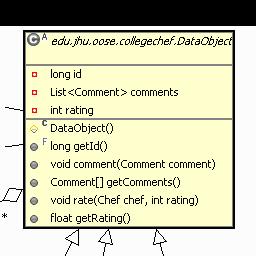 C A edu.jhu.oose.collegechef.DataObject
long id
List<Comment> comments
int rating
C DataObject()
F long getId()
void comment(Comment comment)
Comment[] getComments()
void rate(Chef chef, int rating)
float getRating()
*